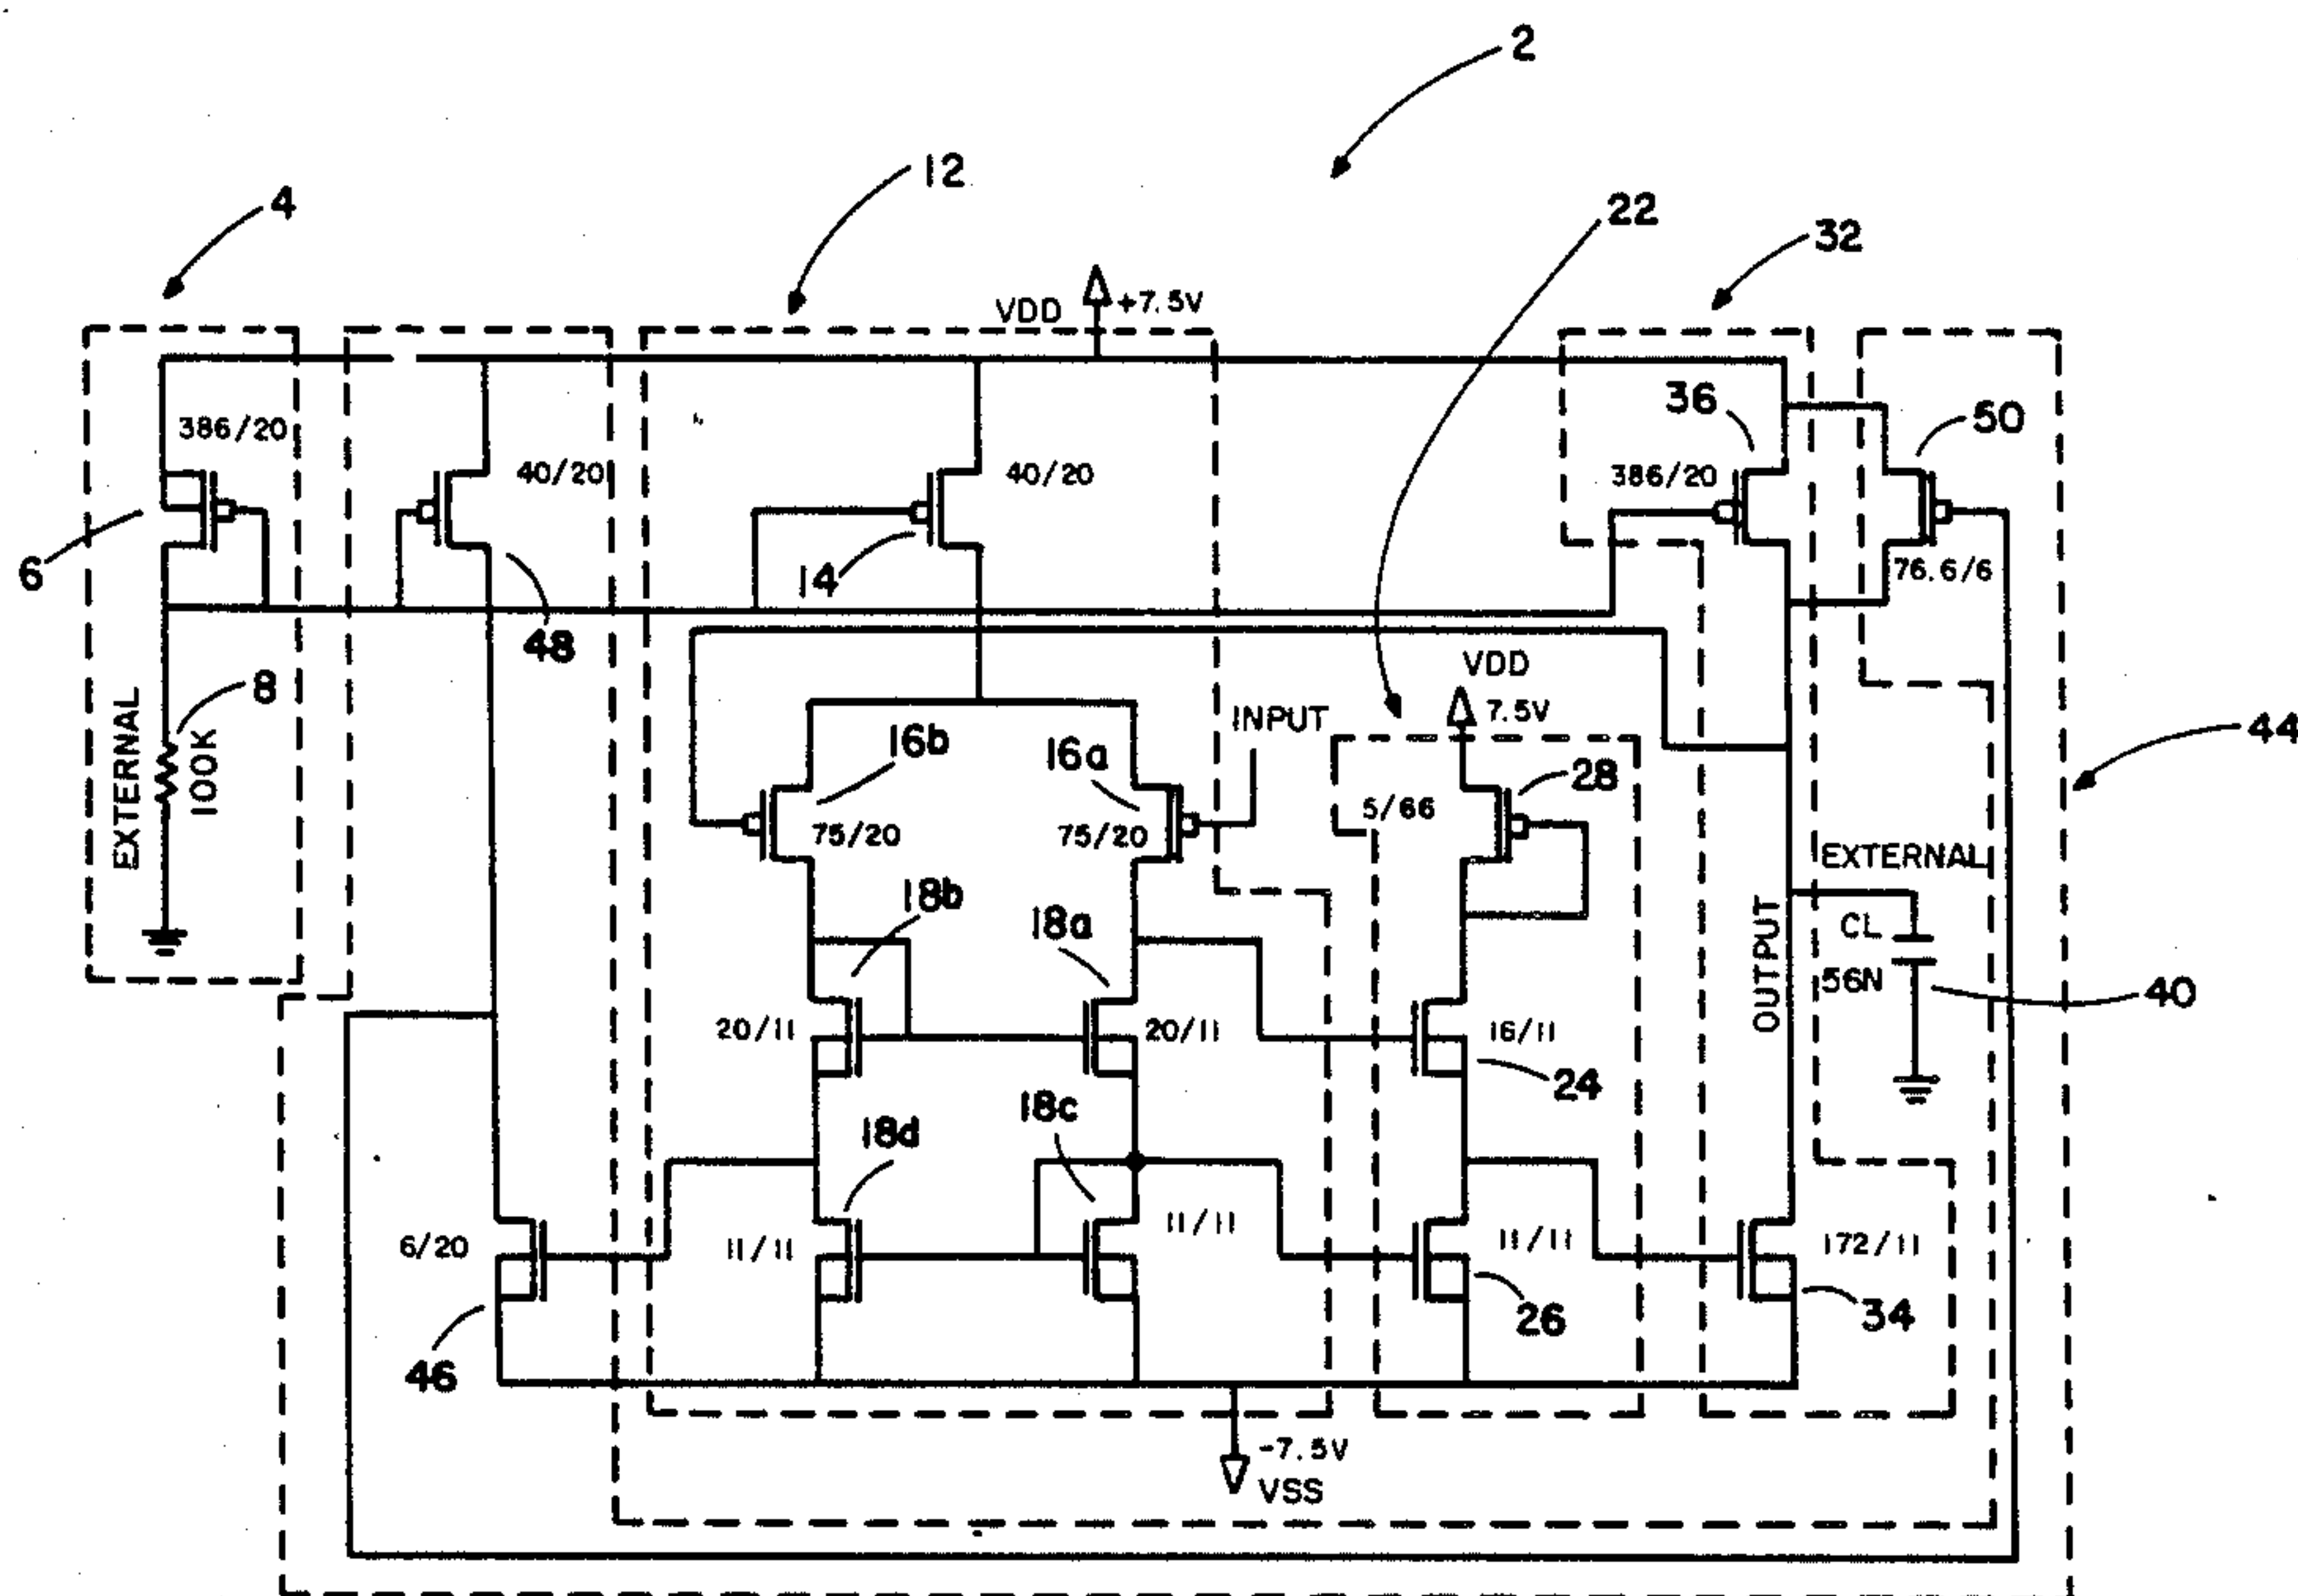 2
12
4
22
32
VDD
+7.5V
386/20
36
50
40/20
40/20
386/20
6
14
76.6/6
48
VDD
8
7.5V
INPUT
EXTERNAL
100K
16b
16a
28
44
5/66
75/20
75/20
EXTERNAL
18b
18a
CL
OUTPUT
56N
40
20/11
20/11
16/11
24
18c
18d
6/20
11/11
11/11
11/11
172/11
26
34
46
-7.5V
VSS